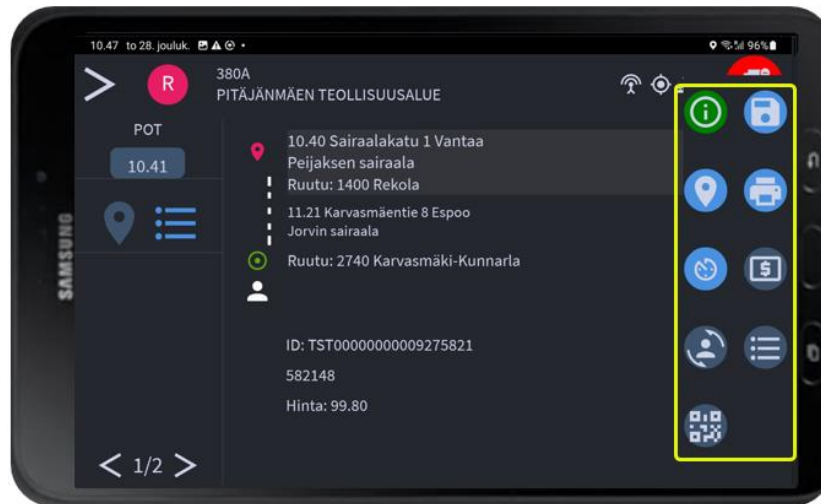 10.47 to 28. jouluk.
96%
R
380A
PITÄJÄNMÄEN TEOLLISUUSALUE
POT
10.41
10.40 Sairaalakatu 1 Vantaa
Peijaksen sairaala
Ruutu: 1400 Rekola
11.21 Karvasmäentie 8 Espoo
Jorvin sairaala
Ruutu: 2740 Karvasmäki-Kunnarla
ID: TST00000000009275821
582148
Hinta: 99.80
< 1/2 >
SAMSUNG